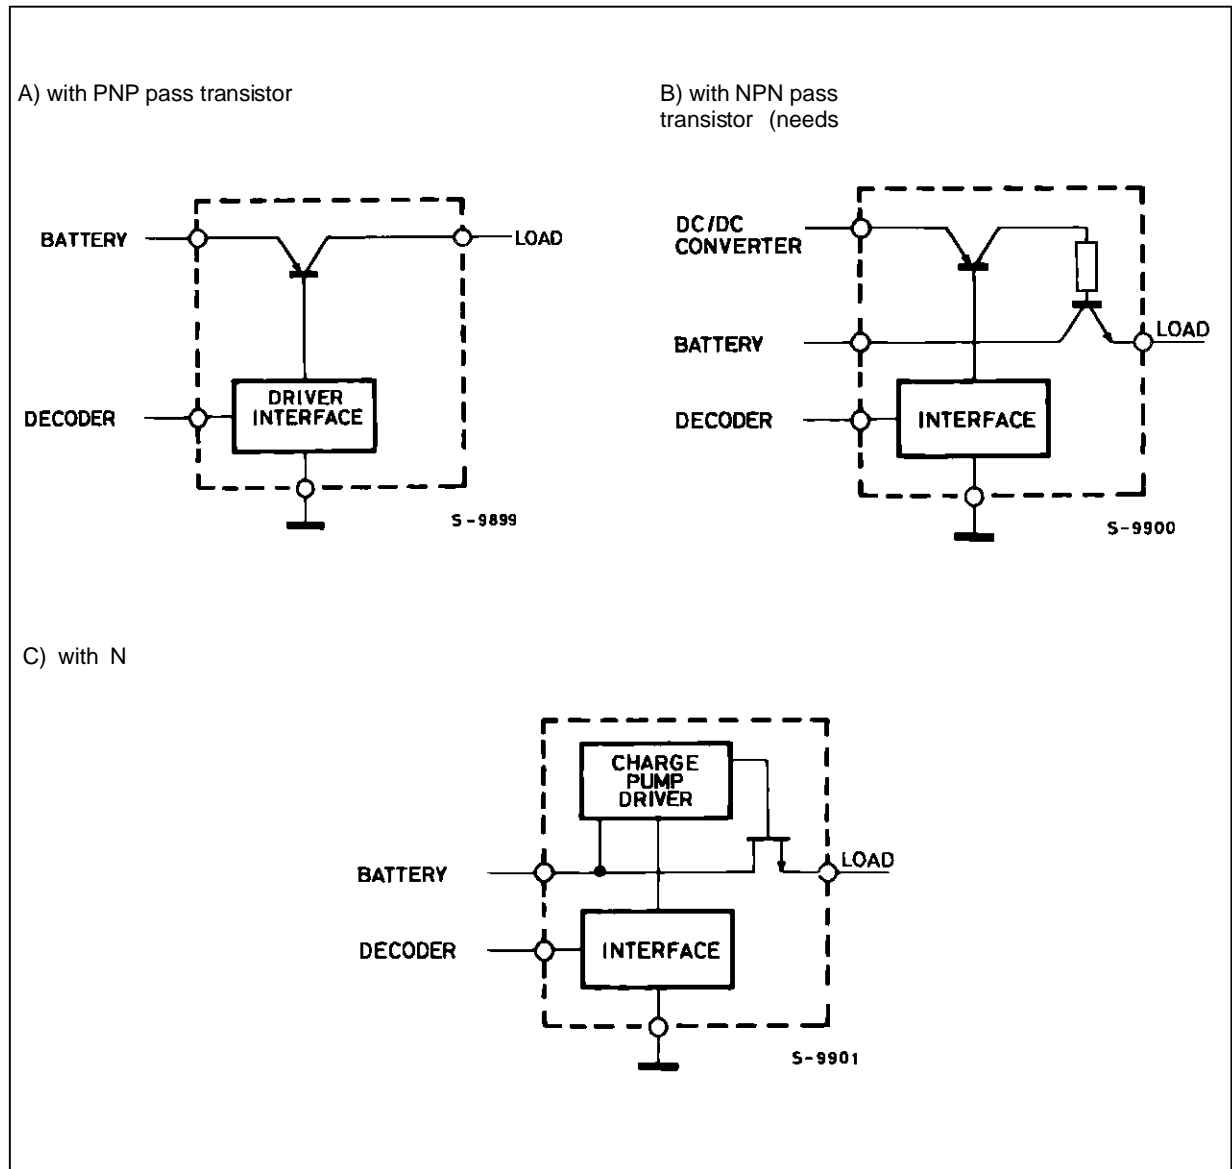 A) with PNP pass transistor
B) with NPN pass
transistor (needs
BATTERY
LOAD
DRIVER
INTERFACE
DECODER
S-9899
DC/DC
CONVERTER
BATTERY
LOAD
DECODER
INTERFACE
S-9900
C) with N
CHARGE
PUMP
DRIVER
BATTERY
LOAD
DECODER
INTERFACE
S-9901